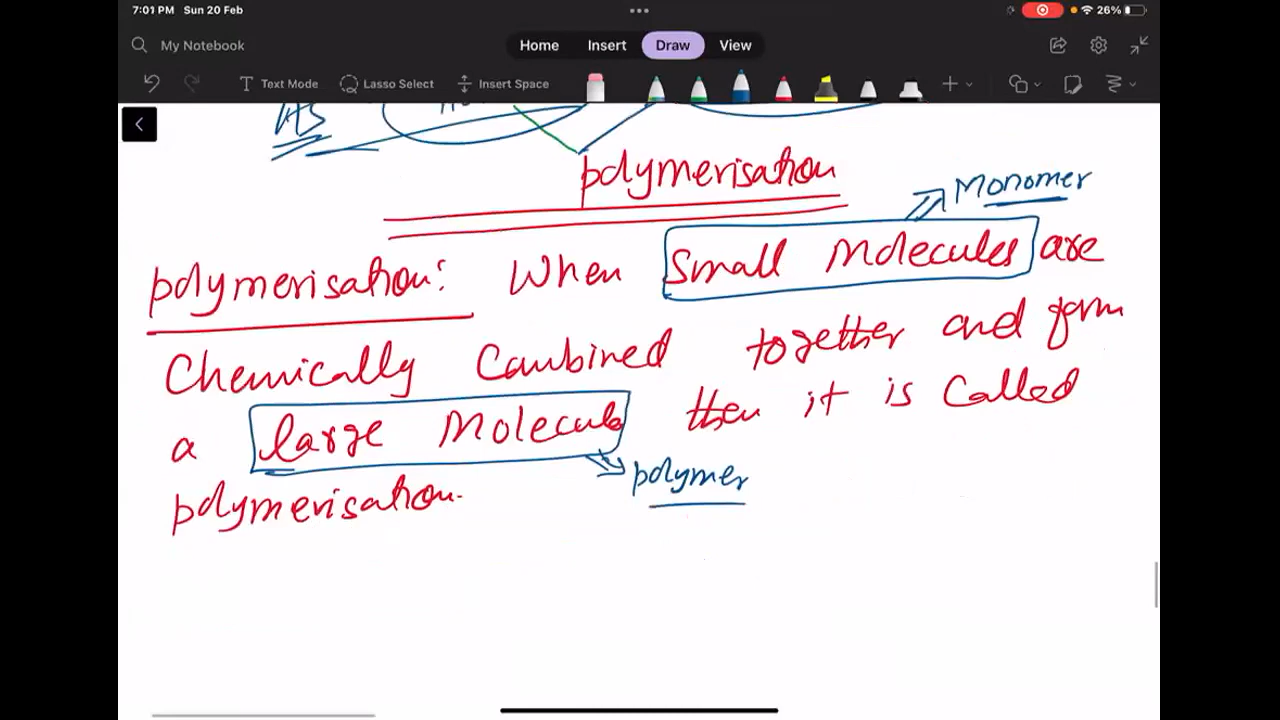 7:01 PM Sun 20 Feb
26%
My Notebook
Home Insert Draw View
Text Mode Lasso Select Insert Space
polymerisation
Monomer
polymerisation: When Small Molecules are
Chemically Combined together and form
a large Molecule then it is Called
polymer
polymerisation.